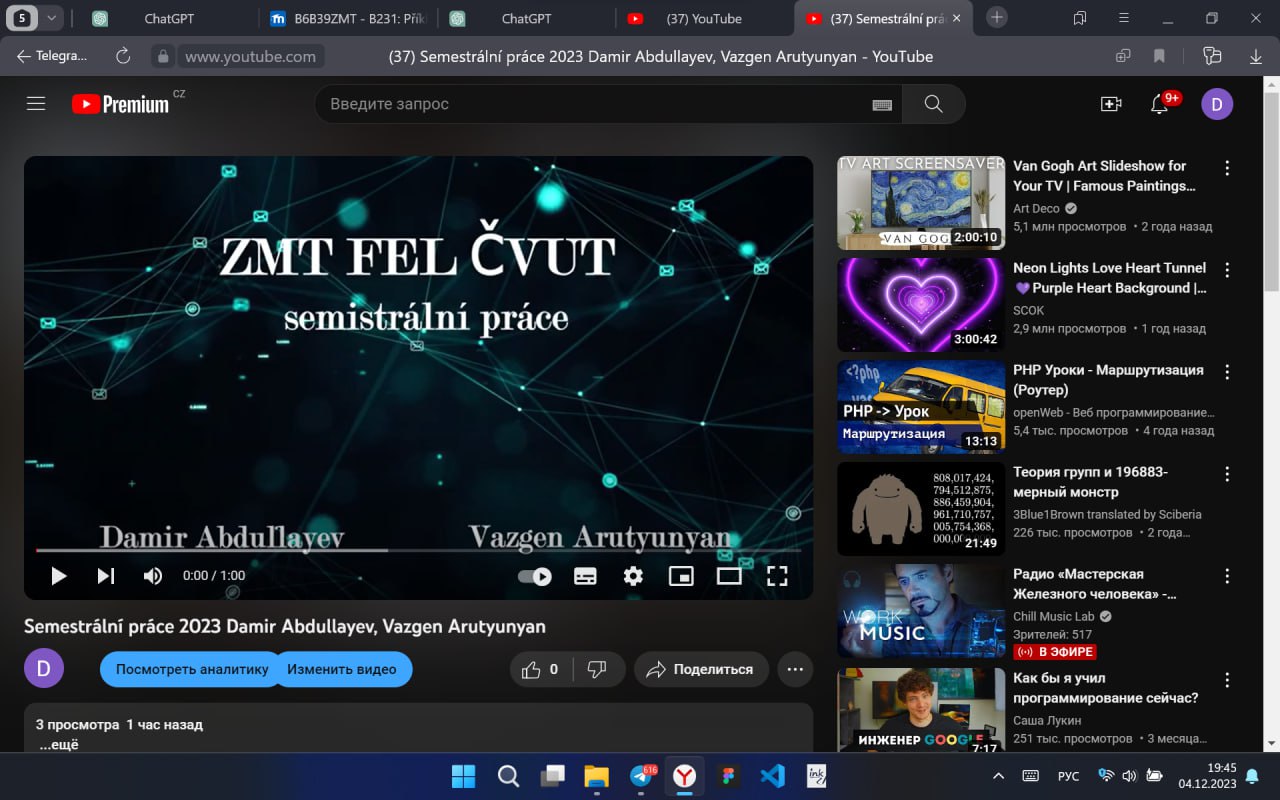 5
ChatGPT
B6B39ZMT - B231: Přík
ChatGPT
(37) YouTube
(37) Semestrální prá
Telegra...
www.youtube.com
(37) Semestrální práce 2023 Damir Abdullayev, Vazgen Arutyunyan - YouTube
Premium
CZ
Введите запрос
9+
D
ZMT FEL ČVUT
semistrální práce
Damir Abdullayev
Vazgen Arutyunyan
0:00 / 1:00
Semestrální práce 2023 Damir Abdullayev, Vazgen Arutyunyan
D
Посмотреть аналитику
Изменить видео
0
Поделиться
3 просмотра 1 час назад
...ещё
TV ART SCREENSAVER
VAN GOG
2:00:10
Van Gogh Art Slideshow for
Your TV | Famous Paintings...
Art Deco
5,1 млн просмотров • 2 года назад
3:00:42
Neon Lights Love Heart Tunnel
💜Purple Heart Background |...
SCOK
2,9 млн просмотров • 1 год назад
<?php
PHP -> Урок
Маршрутизация
13:13
PHP Уроки - Маршрутизация
(Роутер)
openWeb - Веб программирование...
5,4 тыс. просмотров • 4 года назад
808,017,424,
794,512,875,
886,459,904,
961,710,757,
005,754,368,
000,00
21:49
Теория групп и 196883-
мерный монстр
3Blue1Brown translated by Sciberia
226 тыс. просмотров • 2 года...
WORK
MUSIC
Радио «Мастерская
Железного человека» -...
Chill Music Lab
Зрителей: 517
В ЭФИРЕ
ИНЖЕНЕР GOOGLE
7:17
Как бы я учил
программирование сейчас?
Саша Лукин
251 тыс. просмотров • 3 месяца...
616
ink
РУС
19:45
04.12.2023